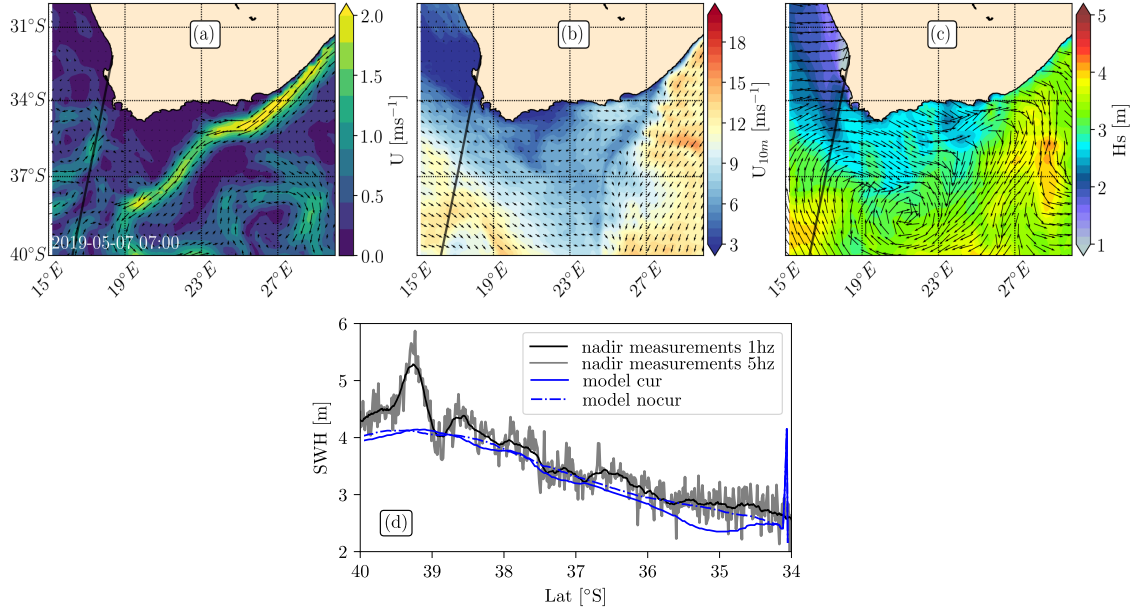 31°S
34°S
37°S
40°S
(a)
2019-05-07 07:00
15°E
19°E
23°E
27°E
2.0
1.5
1.0
0.5
0.0
U [ms⁻¹]
(b)
15°E
19°E
23°E
27°E
18
15
12
9
6
3
U₁₀ₘ [ms⁻¹]
(c)
15°E
19°E
23°E
27°E
5
4
3
2
1
Hs [m]
6
5
4
3
2
SWH [m]
nadir measurements 1hz
nadir measurements 5hz
model cur
model nocur
(d)
40
39
38
37
36
35
34
Lat [°S]